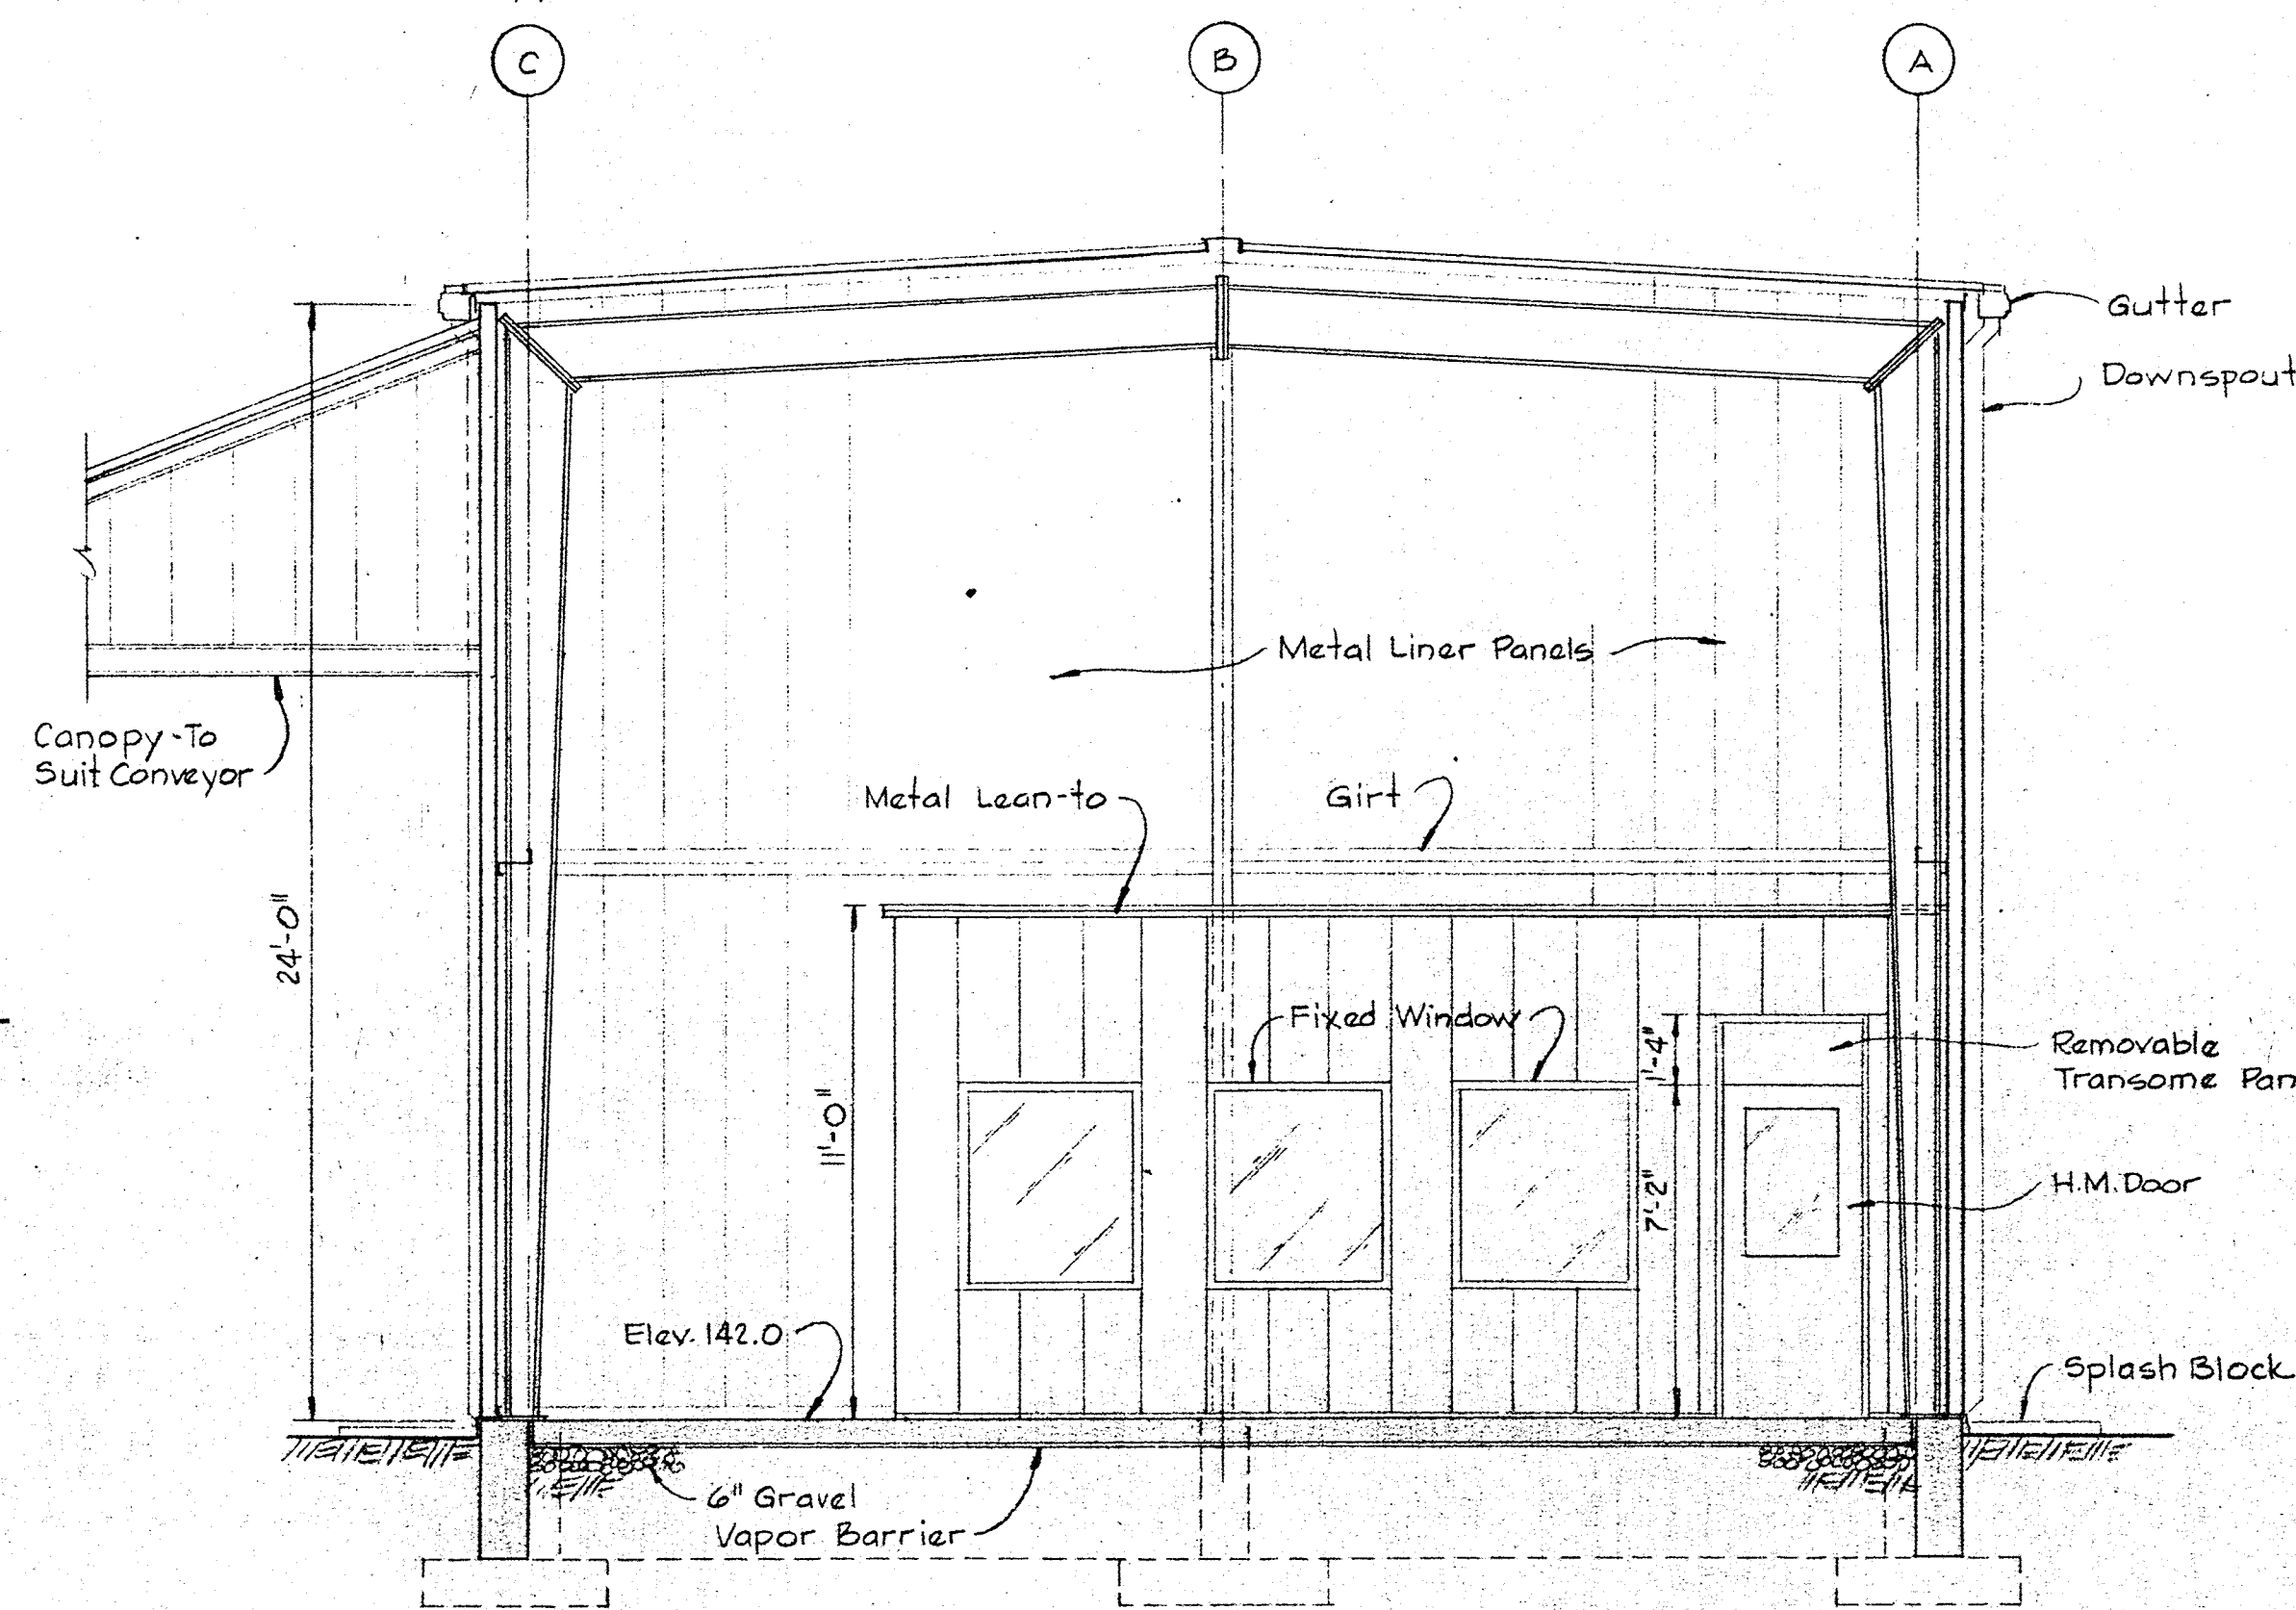 C
B
A
Gutter
Downspout
Metal Liner Panels
Canopy-To
Suit Conveyor
Metal Lean-to
Girt
24'-0"
Fixed Window
1'-4"
Removable
Transome Pan
11'-0"
7'-2"
H.M. Door
Elev. 142.0
Splash Block
6" Gravel
Vapor Barrier